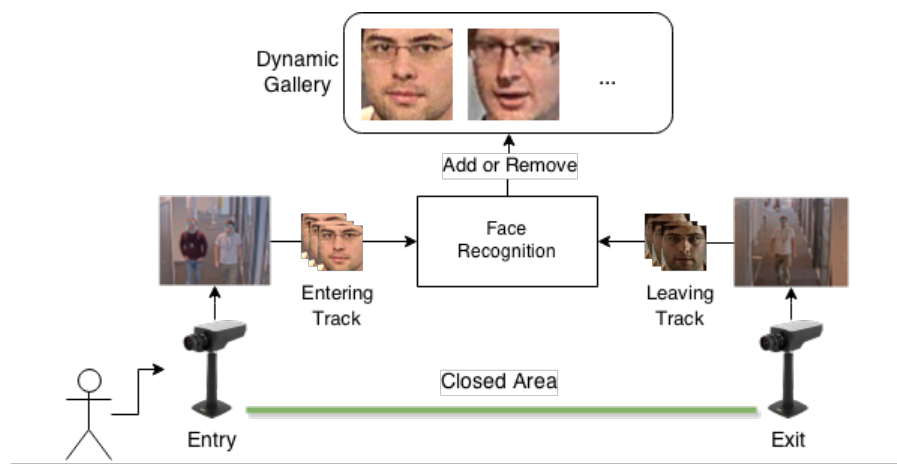 Dynamic
Gallery
...
Add or Remove
Face
Recognition
Entering
Track
Leaving
Track
Closed Area
Entry
Exit